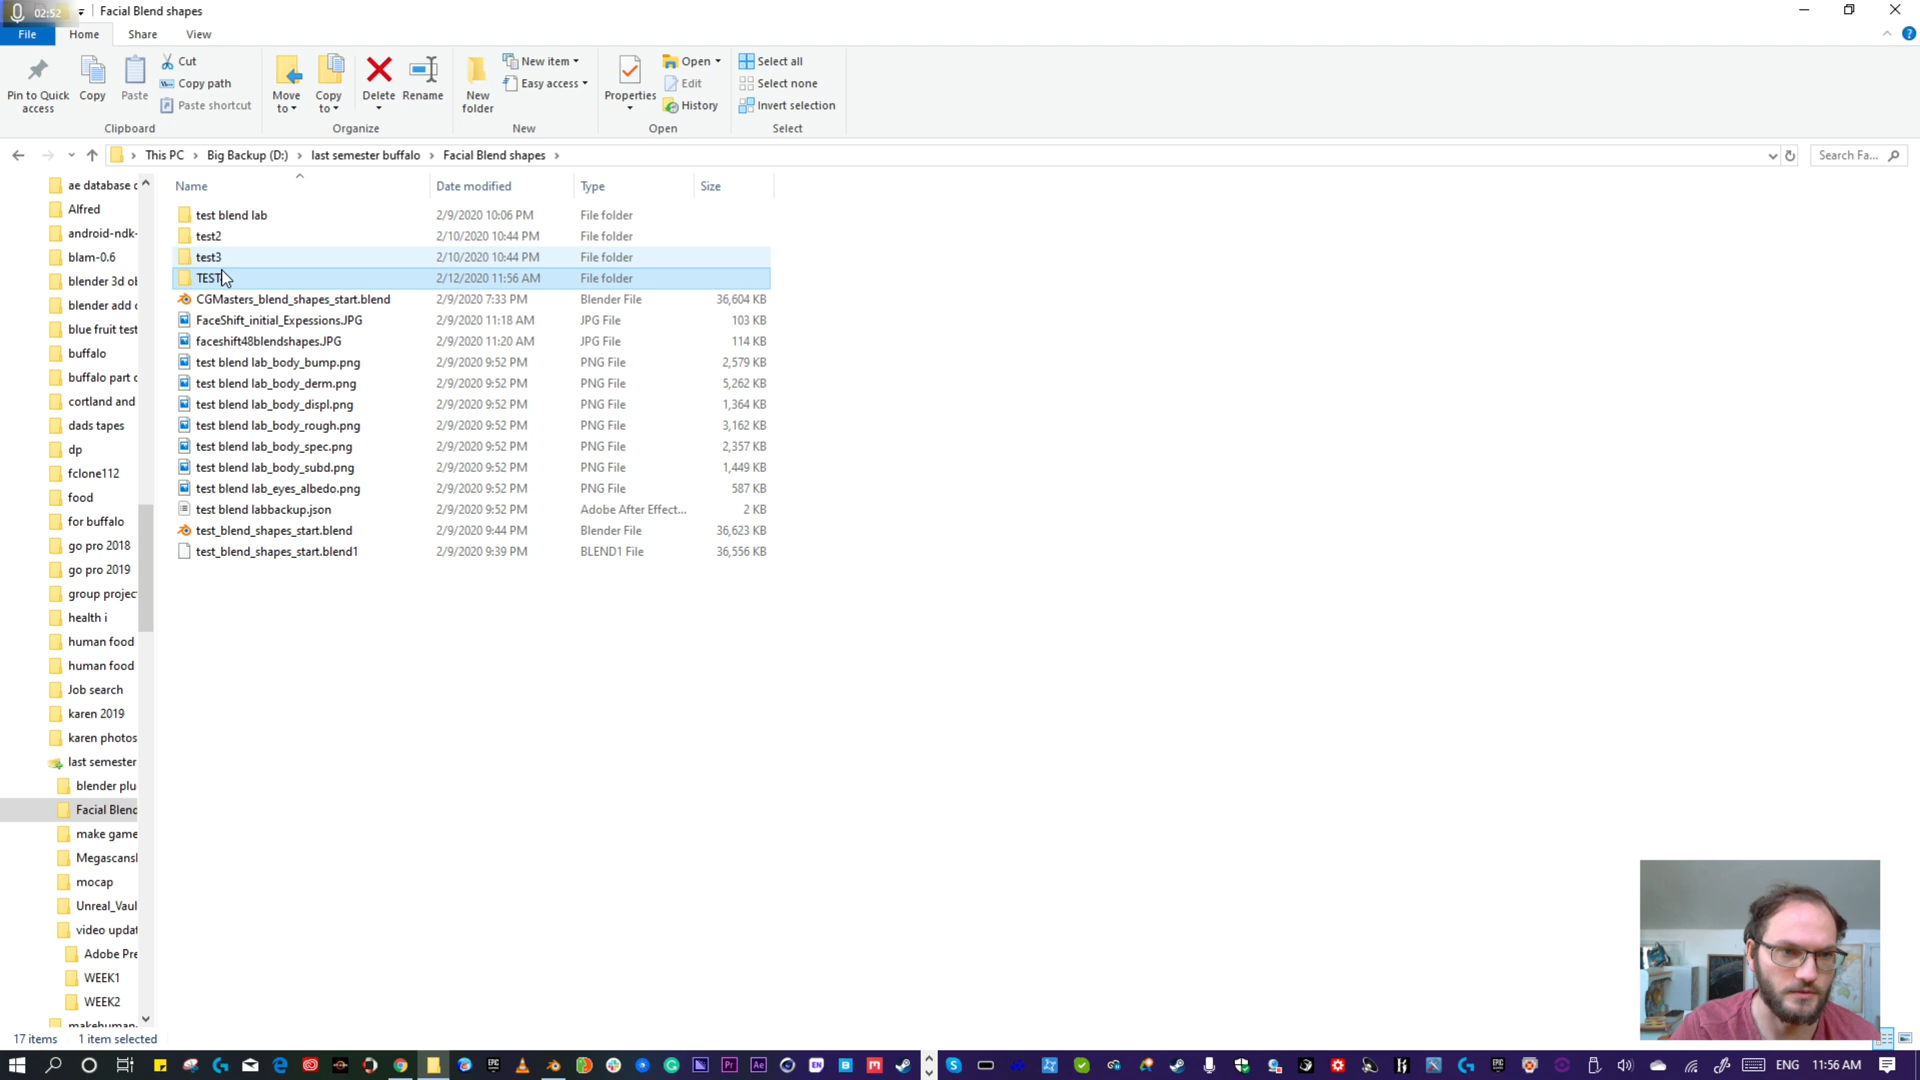 02:52 Facial Blend shapes
File Home Share View
Pin to Quick access
Copy
Paste
Cut
Copy path
Paste shortcut
Clipboard
Move to
Copy to
Delete
Rename
Organize
New folder
New item
Easy access
New
Properties
Open
Edit
History
Open
Select all
Select none
Invert selection
Select
This PC › Big Backup (D:) › last semester buffalo › Facial Blend shapes ›
Search Fa...
ae database c
Alfred
android-ndk-
blam-0.6
blender 3d ob
blender add o
blue fruit test
buffalo
buffalo part o
cortland and
dads tapes
dp
fclone112
food
for buffalo
go pro 2018
go pro 2019
group projec
health i
human food
human food
Job search
karen 2019
karen photos
last semester
blender plu
Facial Blend
make game
Megascans
mocap
Unreal_Vaul
video updat
Adobe Pre
WEEK1
WEEK2
makehuman
Name Date modified Type Size
test blend lab 2/9/2020 10:06 PM File folder
test2 2/10/2020 10:44 PM File folder
test3 2/10/2020 10:44 PM File folder
TEST 2/12/2020 11:56 AM File folder
CGMasters_blend_shapes_start.blend 2/9/2020 7:33 PM Blender File 36,604 KB
FaceShift_initial_Expessions.JPG 2/9/2020 11:18 AM JPG File 103 KB
faceshift48blendshapes.JPG 2/9/2020 11:20 AM JPG File 114 KB
test blend lab_body_bump.png 2/9/2020 9:52 PM PNG File 2,579 KB
test blend lab_body_derm.png 2/9/2020 9:52 PM PNG File 5,262 KB
test blend lab_body_displ.png 2/9/2020 9:52 PM PNG File 1,364 KB
test blend lab_body_rough.png 2/9/2020 9:52 PM PNG File 3,162 KB
test blend lab_body_spec.png 2/9/2020 9:52 PM PNG File 2,357 KB
test blend lab_body_subd.png 2/9/2020 9:52 PM PNG File 1,449 KB
test blend lab_eyes_albedo.png 2/9/2020 9:52 PM PNG File 587 KB
test blend labbackup.json 2/9/2020 9:52 PM Adobe After Effect... 2 KB
test_blend_shapes_start.blend 2/9/2020 9:44 PM Blender File 36,623 KB
test_blend_shapes_start.blend1 2/9/2020 9:39 PM BLEND1 File 36,556 KB
17 items 1 item selected
ENG 11:56 AM